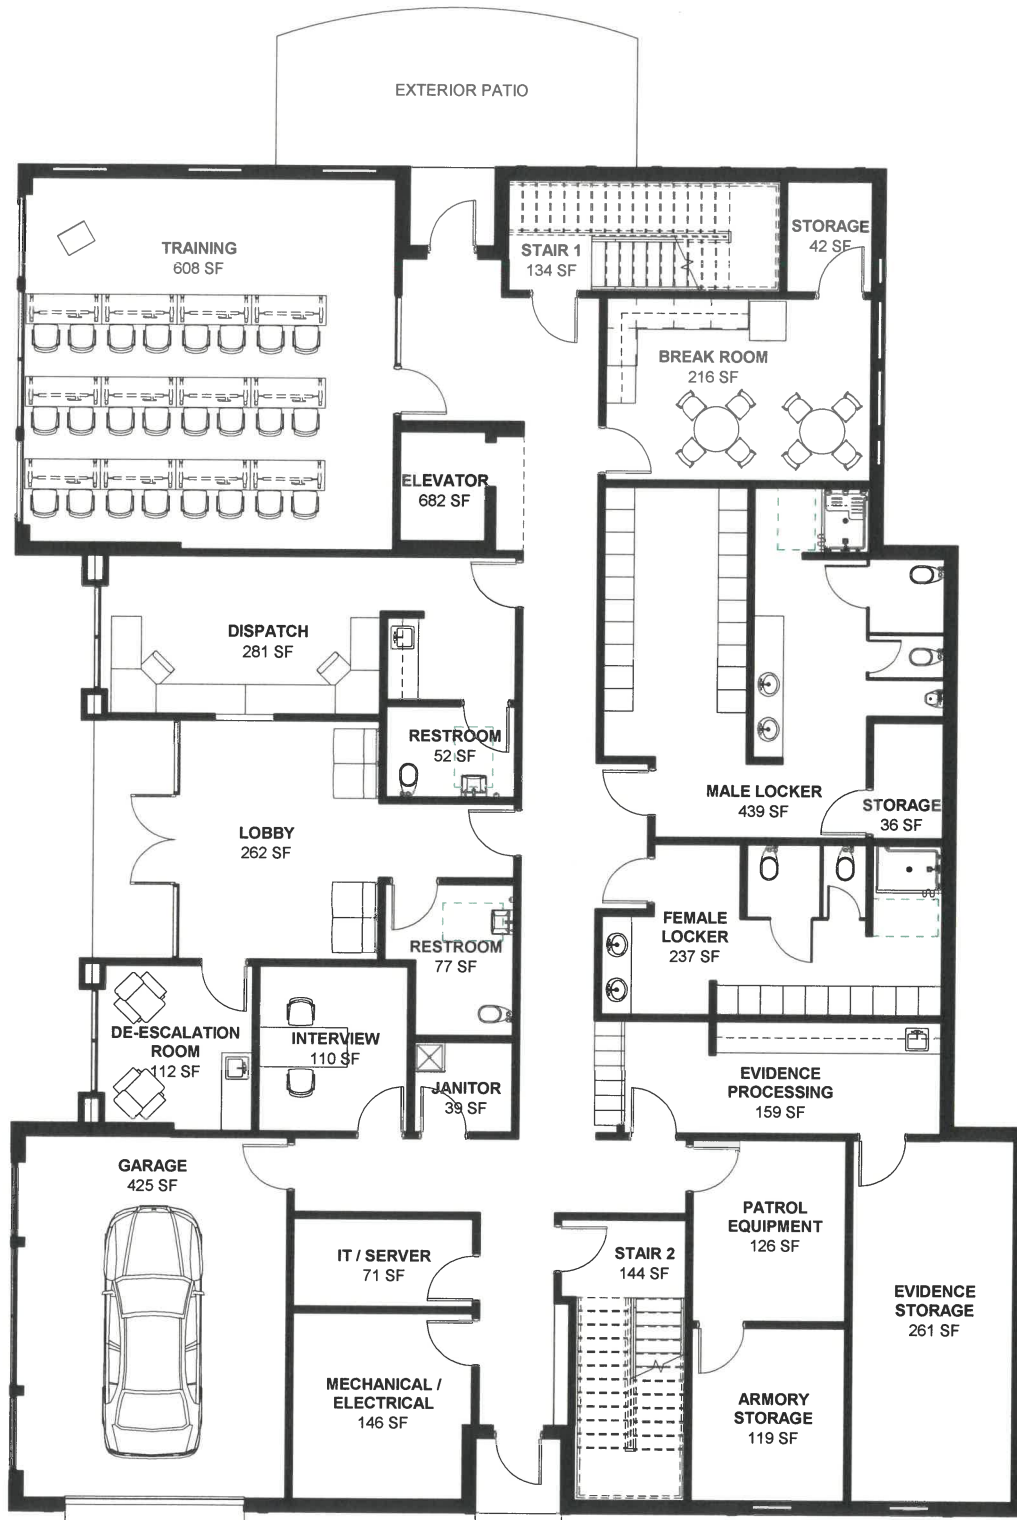 EXTERIOR PATIO
TRAINING
608 SF
STAIR 1
134 SF
STORAGE
42 SF
BREAK ROOM
216 SF
ELEVATOR
682 SF
DISPATCH
281 SF
RESTROOM
52 SF
MALE LOCKER
439 SF
STORAGE
36 SF
LOBBY
262 SF
RESTROOM
77 SF
FEMALE
LOCKER
237 SF
DE-ESCALATION
ROOM
112 SF
INTERVIEW
110 SF
JANITOR
39 SF
EVIDENCE
PROCESSING
159 SF
GARAGE
425 SF
PATROL
EQUIPMENT
126 SF
IT / SERVER
71 SF
STAIR 2
144 SF
EVIDENCE
STORAGE
261 SF
MECHANICAL /
ELECTRICAL
146 SF
ARMORY
STORAGE
119 SF